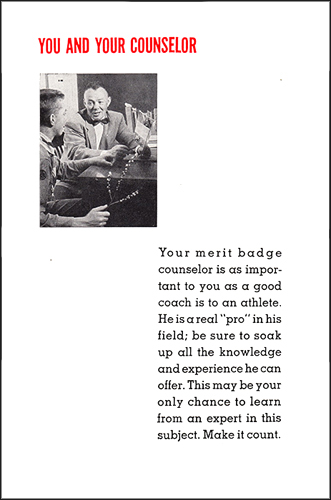 YOU AND YOUR COUNSELOR
Your merit badge
counselor is as impor-
tant to you as a good
coach is to an athlete.
He is a real "pro" in his
field; be sure to soak
up all the knowledge
and experience he can
offer. This may be your
only chance to learn
from an expert in this
subject. Make it count.